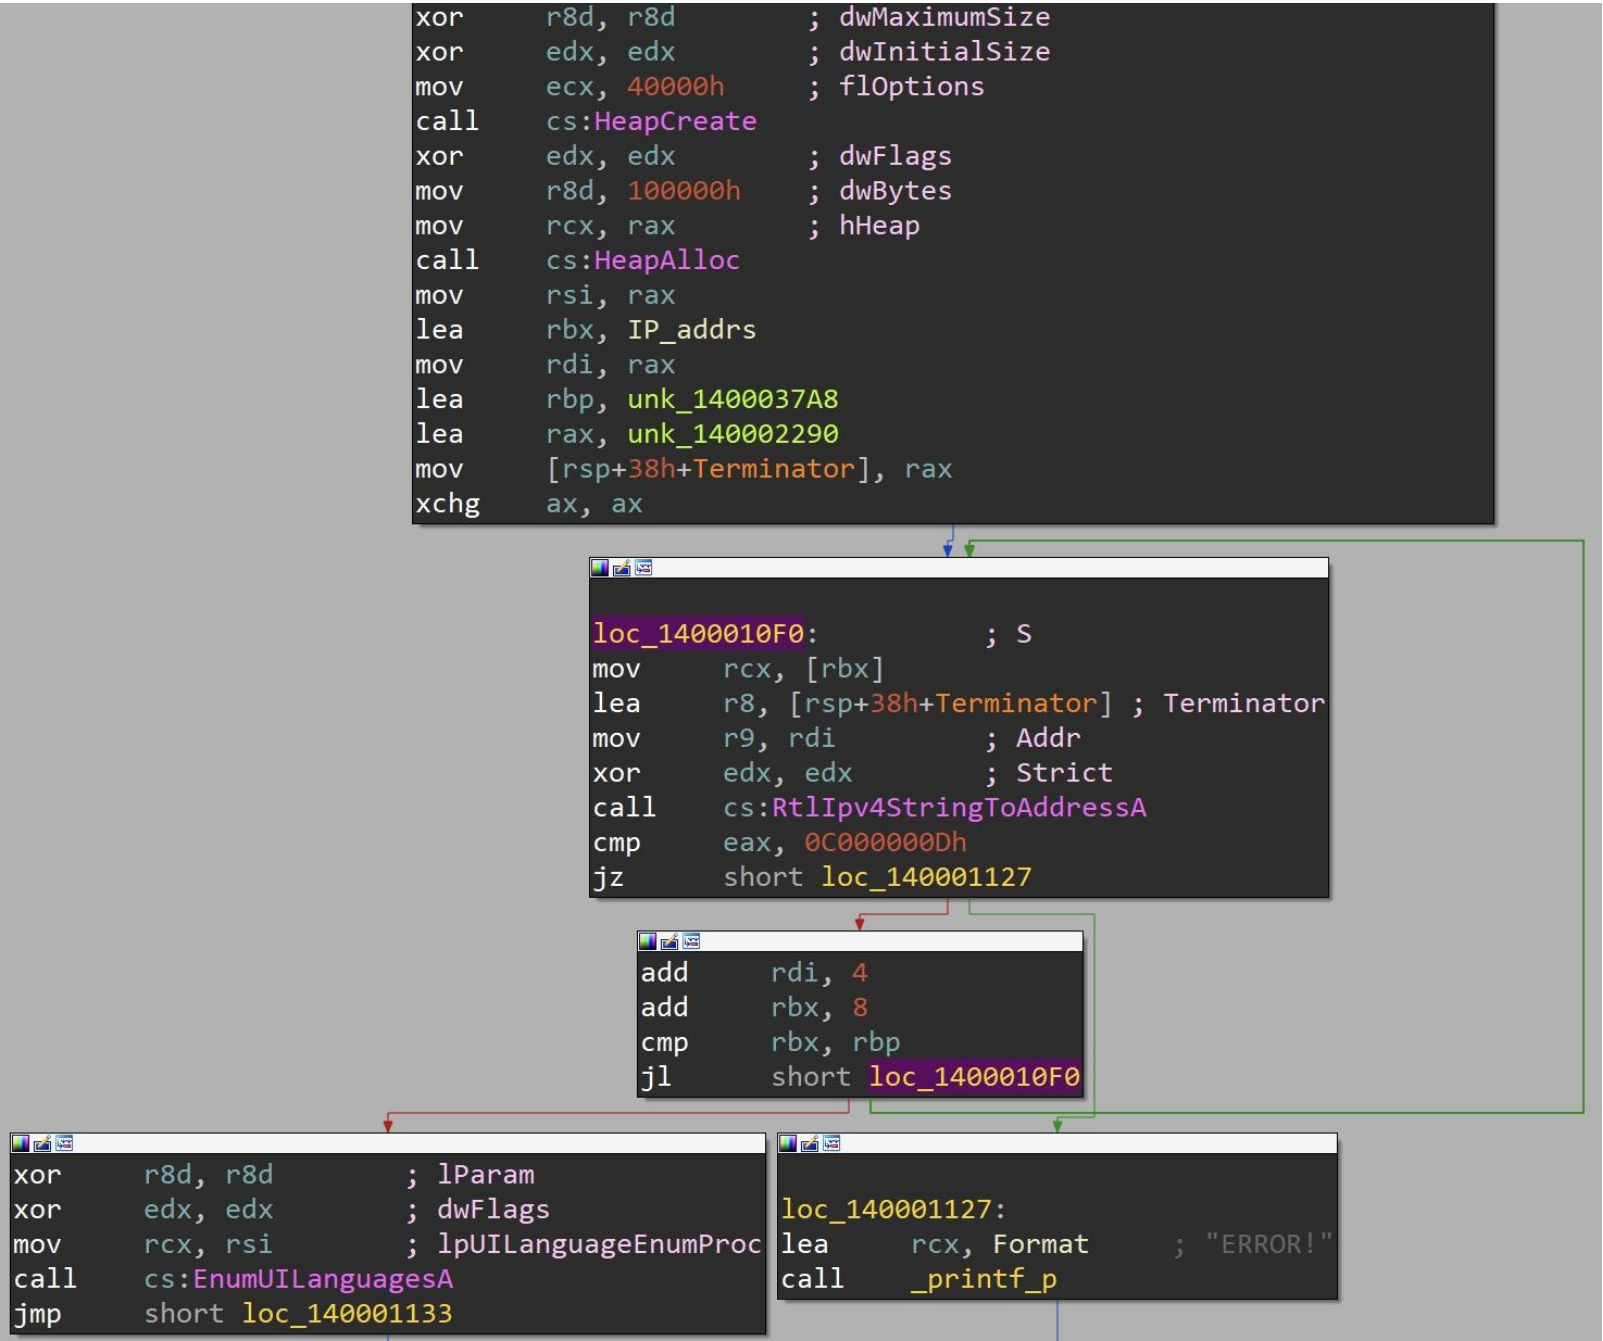 xor r8d, r8d ; dwMaximumSize
xor edx, edx ; dwInitialSize
mov ecx, 40000h ; flOptions
call cs:HeapCreate
xor edx, edx ; dwFlags
mov r8d, 100000h ; dwBytes
mov rcx, rax ; hHeap
call cs:HeapAlloc
mov rsi, rax
lea rbx, IP_addrs
mov rdi, rax
lea rbp, unk_1400037A8
lea rax, unk_140002290
mov [rsp+38h+Terminator], rax
xchg ax, ax
loc_1400010F0: ; S
mov rcx, [rbx]
lea r8, [rsp+38h+Terminator] ; Terminator
mov r9, rdi ; Addr
xor edx, edx ; Strict
call cs:RtlIpv4StringToAddressA
cmp eax, 0C000000Dh
jz short loc_140001127
add rdi, 4
add rbx, 8
cmp rbx, rbp
jl short loc_1400010F0
xor r8d, r8d ; lParam
xor edx, edx ; dwFlags
mov rcx, rsi ; lpUILanguageEnumProc
call cs:EnumUILanguagesA
jmp short loc_140001133
loc_140001127:
lea rcx, Format ; "ERROR!"
call _printf_p